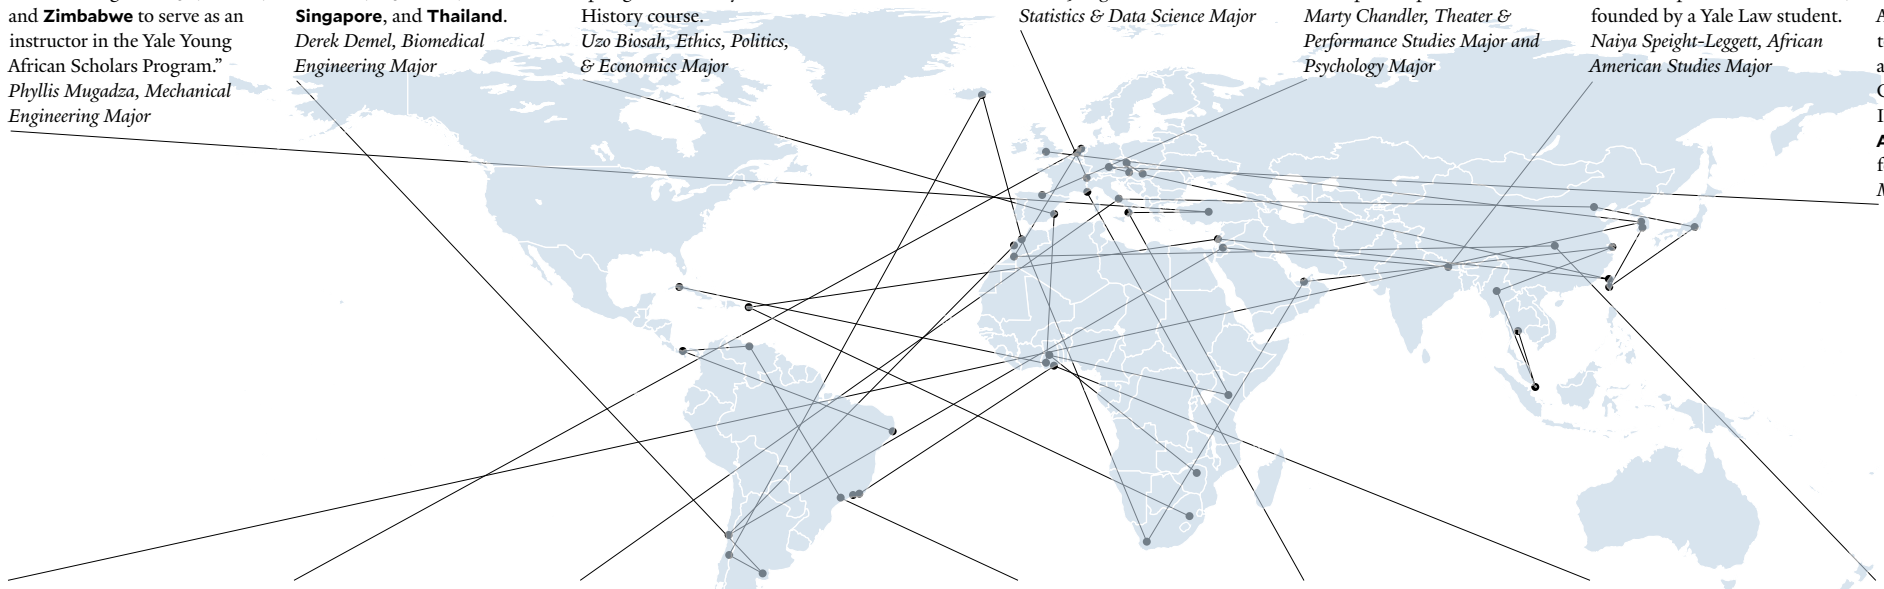 and Zimbabwe to serve as an
instructor in the Yale Young
African Scholars Program.”
Phyllis Mugadza, Mechanical
Engineering Major
Singapore, and Thailand.
Derek Demel, Biomedical
Engineering Major
History course.
Uzo Biosah, Ethics, Politics,
& Economics Major
Statistics & Data Science Major
Marty Chandler, Theater &
Performance Studies Major and
Psychology Major
founded by a Yale Law student.
Naiya Speight-Leggett, African
American Studies Major